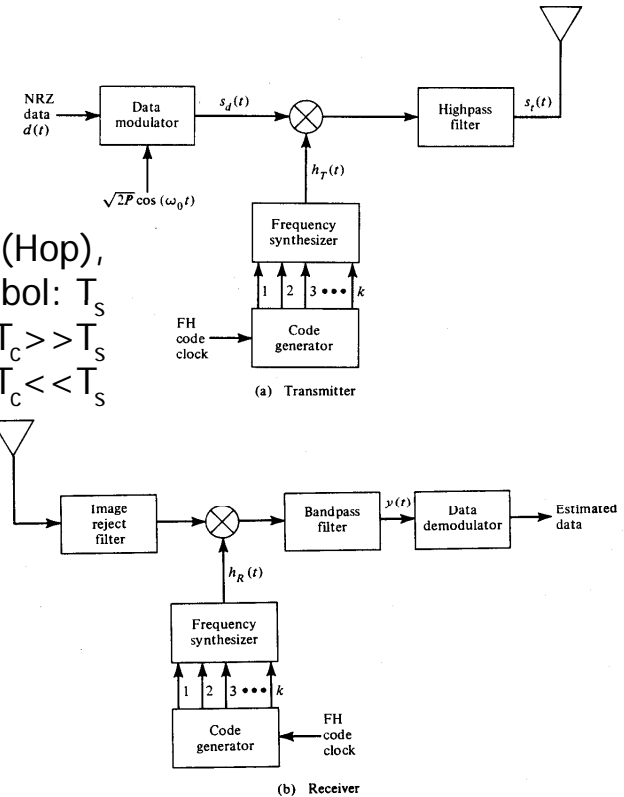 NRZ
data
d(t)
Data
modulator
s_d(t)
Highpass
filter
s_t(t)
√2P cos (ω₀t)
h_T(t)
Frequency
synthesizer
1 2 3 ••• k
FH
code
clock
Code
generator
(a) Transmitter
(Hop),
bol: T_s
T_c>>T_s
T_c<<T_s
Image
reject
filter
Bandpass
filter
y(t)
Data
demodulator
Estimated
data
h_R(t)
Frequency
synthesizer
1 2 3 •••• k
Code
generator
FH
code
clock
(b) Receiver